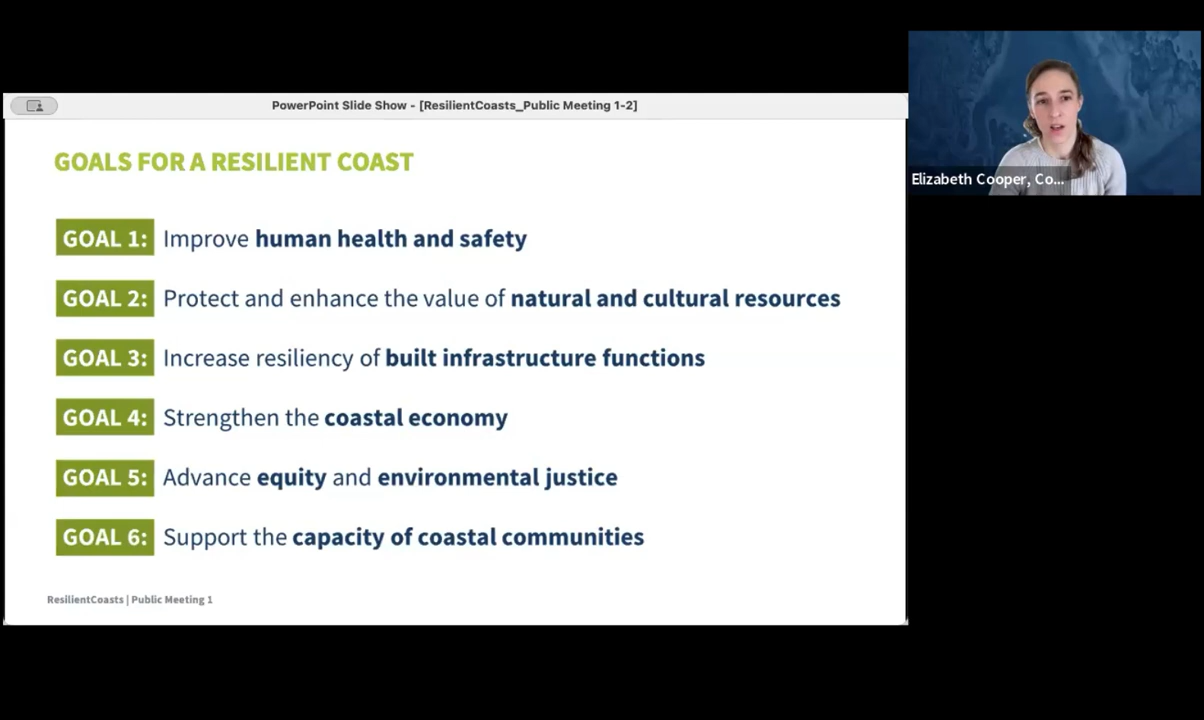 PowerPoint Slide Show - [ResilientCoasts_Public Meeting 1-2]
GOALS FOR A RESILIENT COAST
GOAL 1: Improve human health and safety
GOAL 2: Protect and enhance the value of natural and cultural resources
GOAL 3: Increase resiliency of built infrastructure functions
GOAL 4: Strengthen the coastal economy
GOAL 5: Advance equity and environmental justice
GOAL 6: Support the capacity of coastal communities
ResilientCoasts | Public Meeting 1
Elizabeth Cooper, Co...